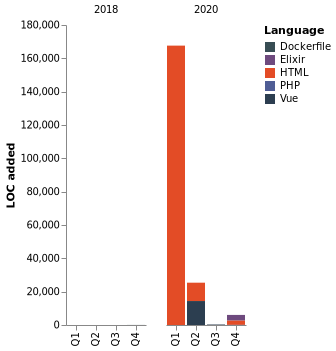 2018 2020
Language
Dockerfile
Elixir
HTML
PHP
Vue
LOC added
180,000
160,000
140,000
120,000
100,000
80,000
60,000
40,000
20,000
0
Q1 Q2 Q3 Q4 Q1 Q2 Q3 Q4